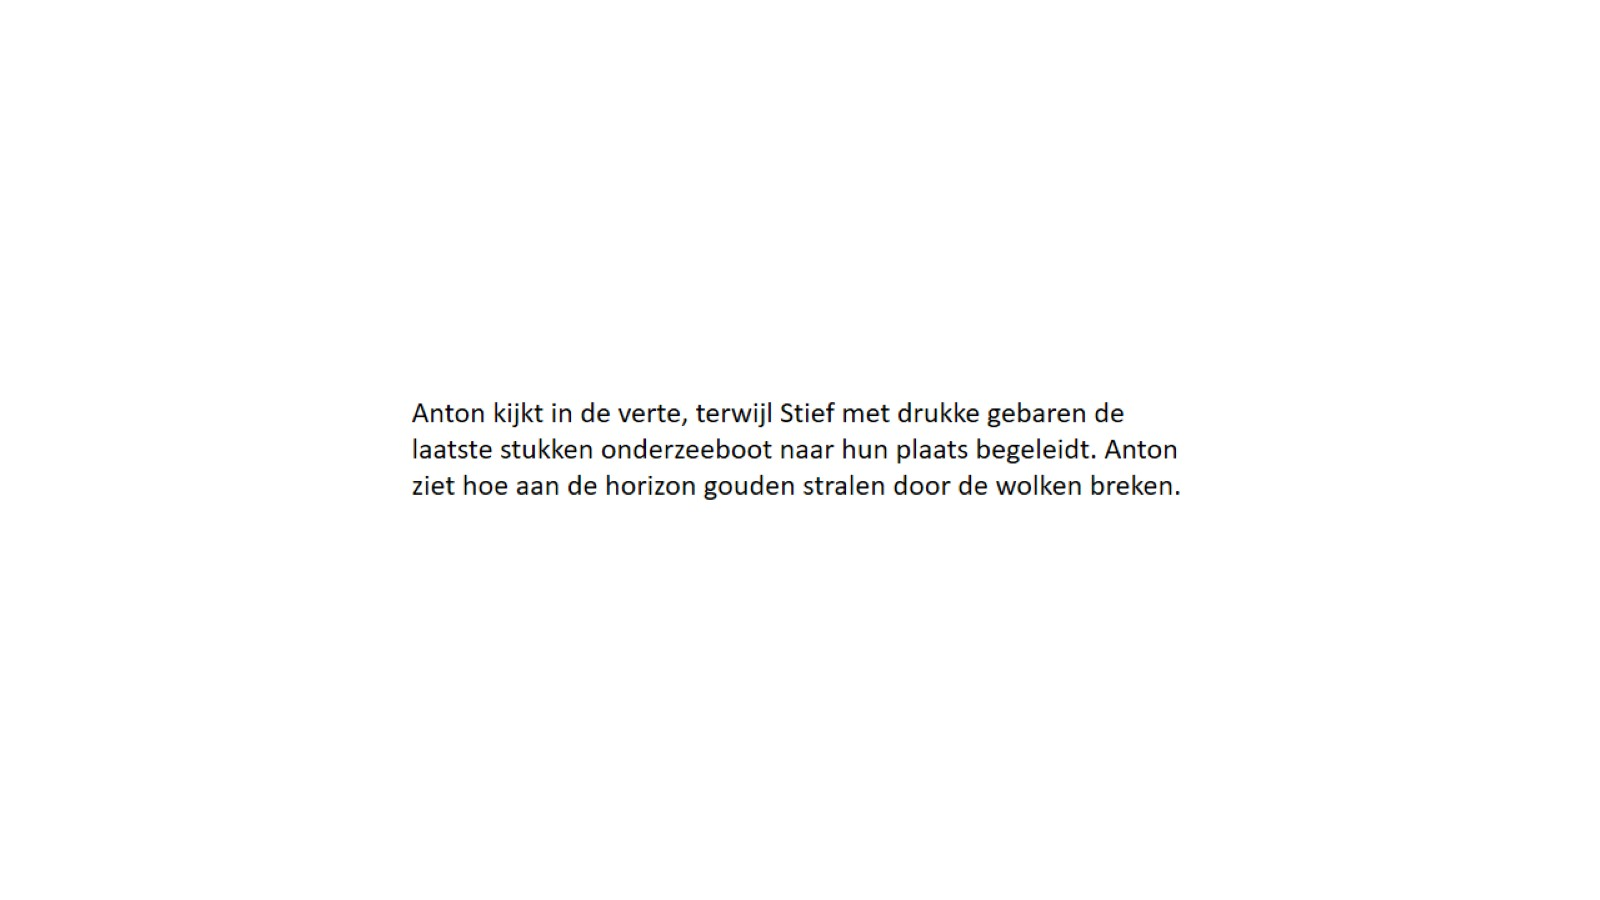 Anton kijkt in de verte, terwijl Stief met drukke gebaren de
laatste stukken onderzeeboot naar hun plaats begeleidt. Anton
ziet hoe aan de horizon gouden stralen door de wolken breken.